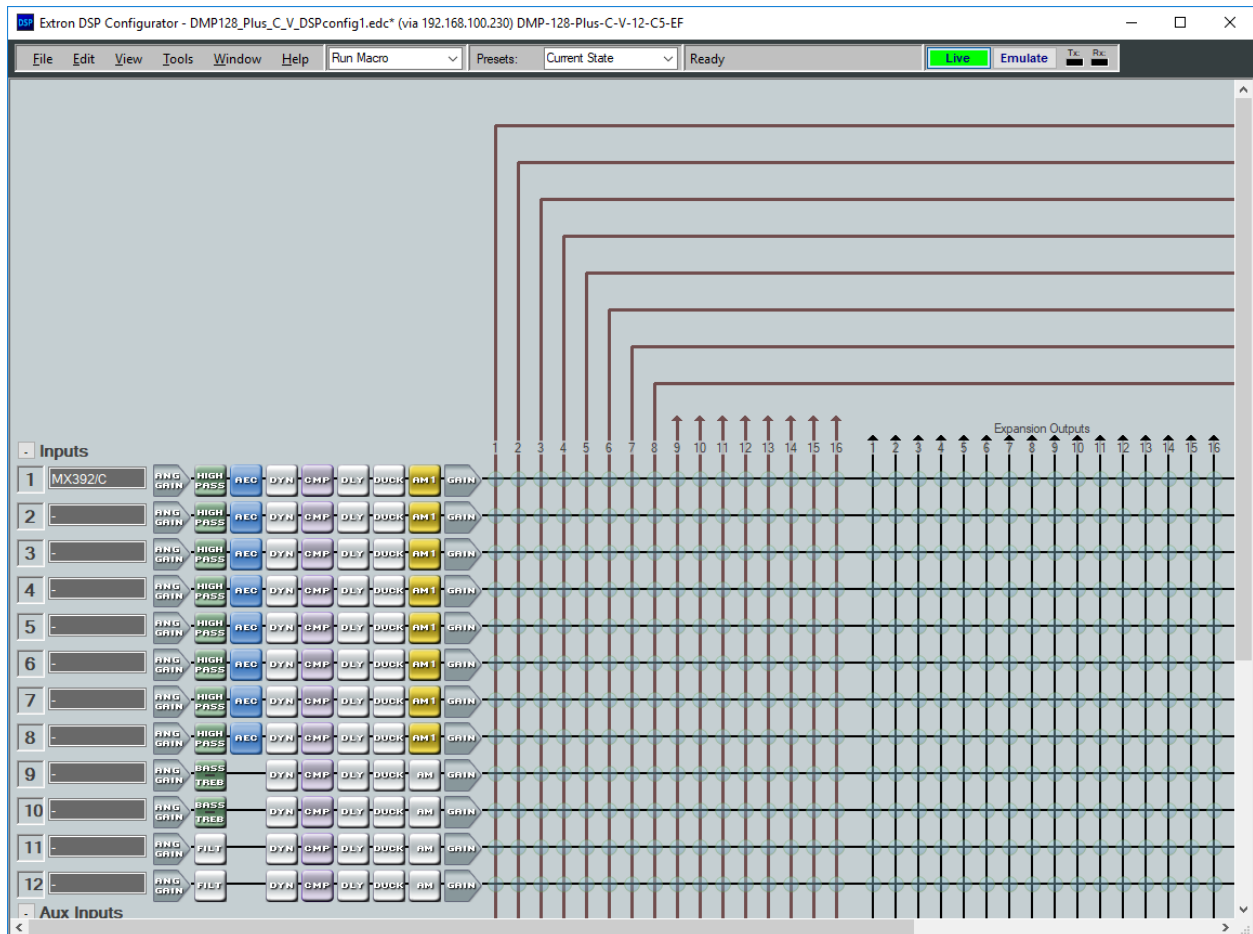 DSP Extron DSP Configurator - DMP128_Plus_C_V_DSPconfig1.edc* (via 192.168.100.230) DMP-128-Plus-C-V-12-C5-EF
File Edit View Tools Window Help Run Macro Presets: Current State Ready Live Emulate Tx: Rx:
Expansion Outputs
- Inputs 1 2 3 4 5 6 7 8 9 10 11 12 13 14 15 16 1 2 3 4 5 6 7 8 9 10 11 12 13 14 15 16
1 MX392/C ANG GAIN HIGH PASS AEC DYN CMP DLY DUCK AM1 GAIN
2 - ANG GAIN HIGH PASS AEC DYN CMP DLY DUCK AM1 GAIN
3 - ANG GAIN HIGH PASS AEC DYN CMP DLY DUCK AM1 GAIN
4 - ANG GAIN HIGH PASS AEC DYN CMP DLY DUCK AM1 GAIN
5 - ANG GAIN HIGH PASS AEC DYN CMP DLY DUCK AM1 GAIN
6 - ANG GAIN HIGH PASS AEC DYN CMP DLY DUCK AM1 GAIN
7 - ANG GAIN HIGH PASS AEC DYN CMP DLY DUCK AM1 GAIN
8 - ANG GAIN HIGH PASS AEC DYN CMP DLY DUCK AM1 GAIN
9 - ANG GAIN BASS TREB DYN CMP DLY DUCK AM GAIN
10 - ANG GAIN BASS TREB DYN CMP DLY DUCK AM GAIN
11 - ANG GAIN FILT DYN CMP DLY DUCK AM GAIN
12 - ANG GAIN FILT DYN CMP DLY DUCK AM GAIN
- Aux Inputs